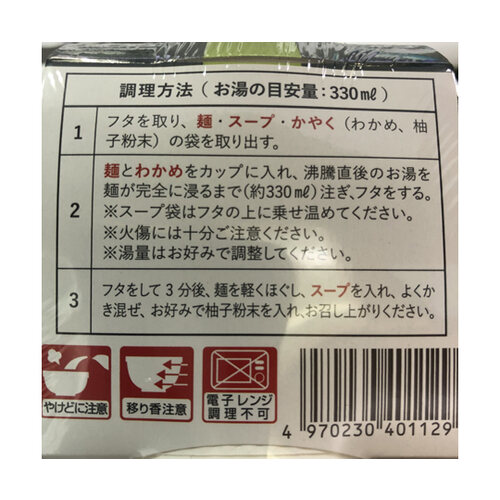 調理方法(お湯の目安量:330㎖)
1
フタを取り、麺・スープ・かやく(わかめ、柚
子粉末)の袋を取り出す。
2
麺とわかめをカップに入れ、沸騰直後のお湯を
麺が完全に浸るまで(約330㎖)注ぎ、フタをする。
※スープ袋はフタの上に乗せ温めてください。
※火傷には十分ご注意ください。
※湯量はお好みで調整してください。
3
フタをして3分後、麺を軽くほぐし、スープを入れ、よくか
き混ぜ、お好みで柚子粉末を入れ、お召し上がりください。
やけどに注意
移り香注意
電子レンジ
調理不可
4 970230 401129